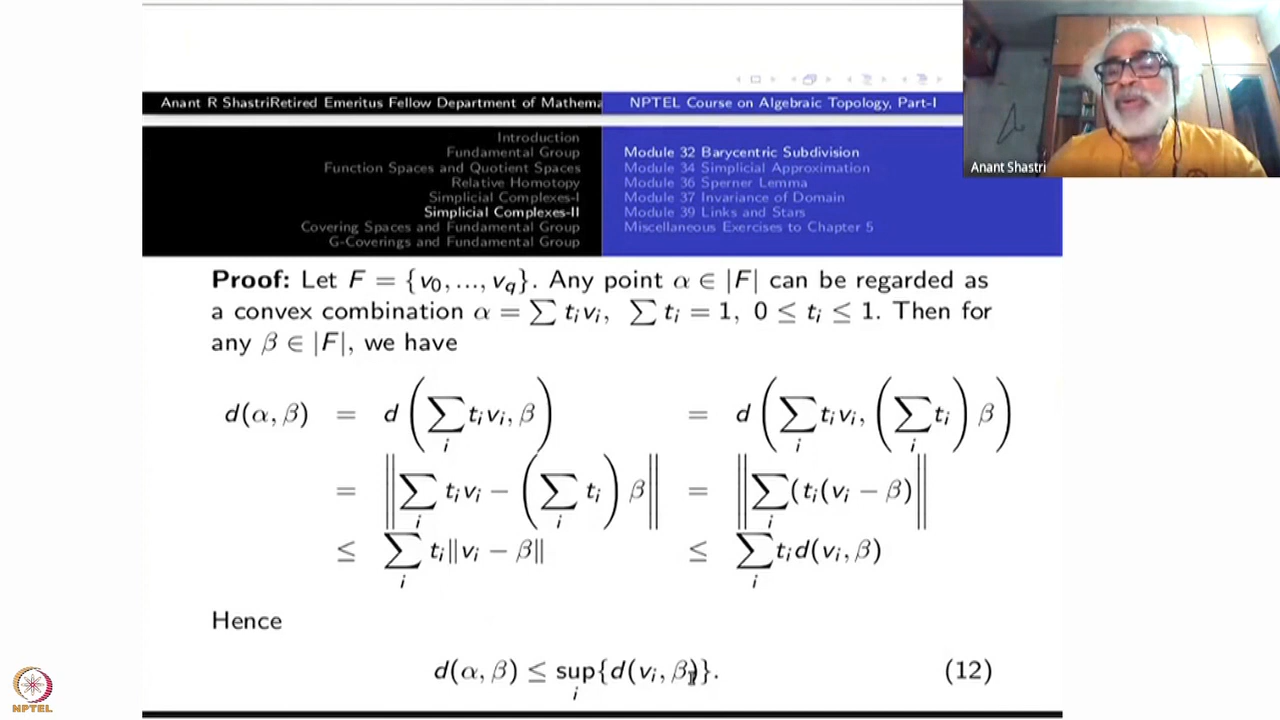 Anant R ShastriRetired Emeritus Fellow Department of Mathema
NPTEL Course on Algebraic Topology, Part-I
Introduction
Fundamental Group
Function Spaces and Quotient Spaces
Relative Homotopy
Simplicial Complexes-I
Simplicial Complexes-II
Covering Spaces and Fundamental Group
G-Coverings and Fundamental Group
Module 32 Barycentric Subdivision
Module 34 Simplicial Approximation
Module 36 Sperner Lemma
Module 37 Invariance of Domain
Module 39 Links and Stars
Miscellaneous Exercises to Chapter 5
Anant Shastri
Proof: Let F = {v₀, ..., v_q}. Any point α ∈ |F| can be regarded as
a convex combination α = ∑ tᵢvᵢ, ∑ tᵢ = 1, 0 ≤ tᵢ ≤ 1. Then for
any β ∈ |F|, we have
d(α, β) = d(∑ᵢ tᵢvᵢ, β) = d(∑ᵢ tᵢvᵢ, (∑ᵢ tᵢ) β)
= ‖∑ᵢ tᵢvᵢ − (∑ᵢ tᵢ) β‖ = ‖∑ᵢ (tᵢ(vᵢ − β)‖
≤ ∑ᵢ tᵢ‖vᵢ − β‖ ≤ ∑ᵢ tᵢd(vᵢ, β)
Hence
d(α, β) ≤ supᵢ{d(vᵢ, β)}. (12)
NPTEL